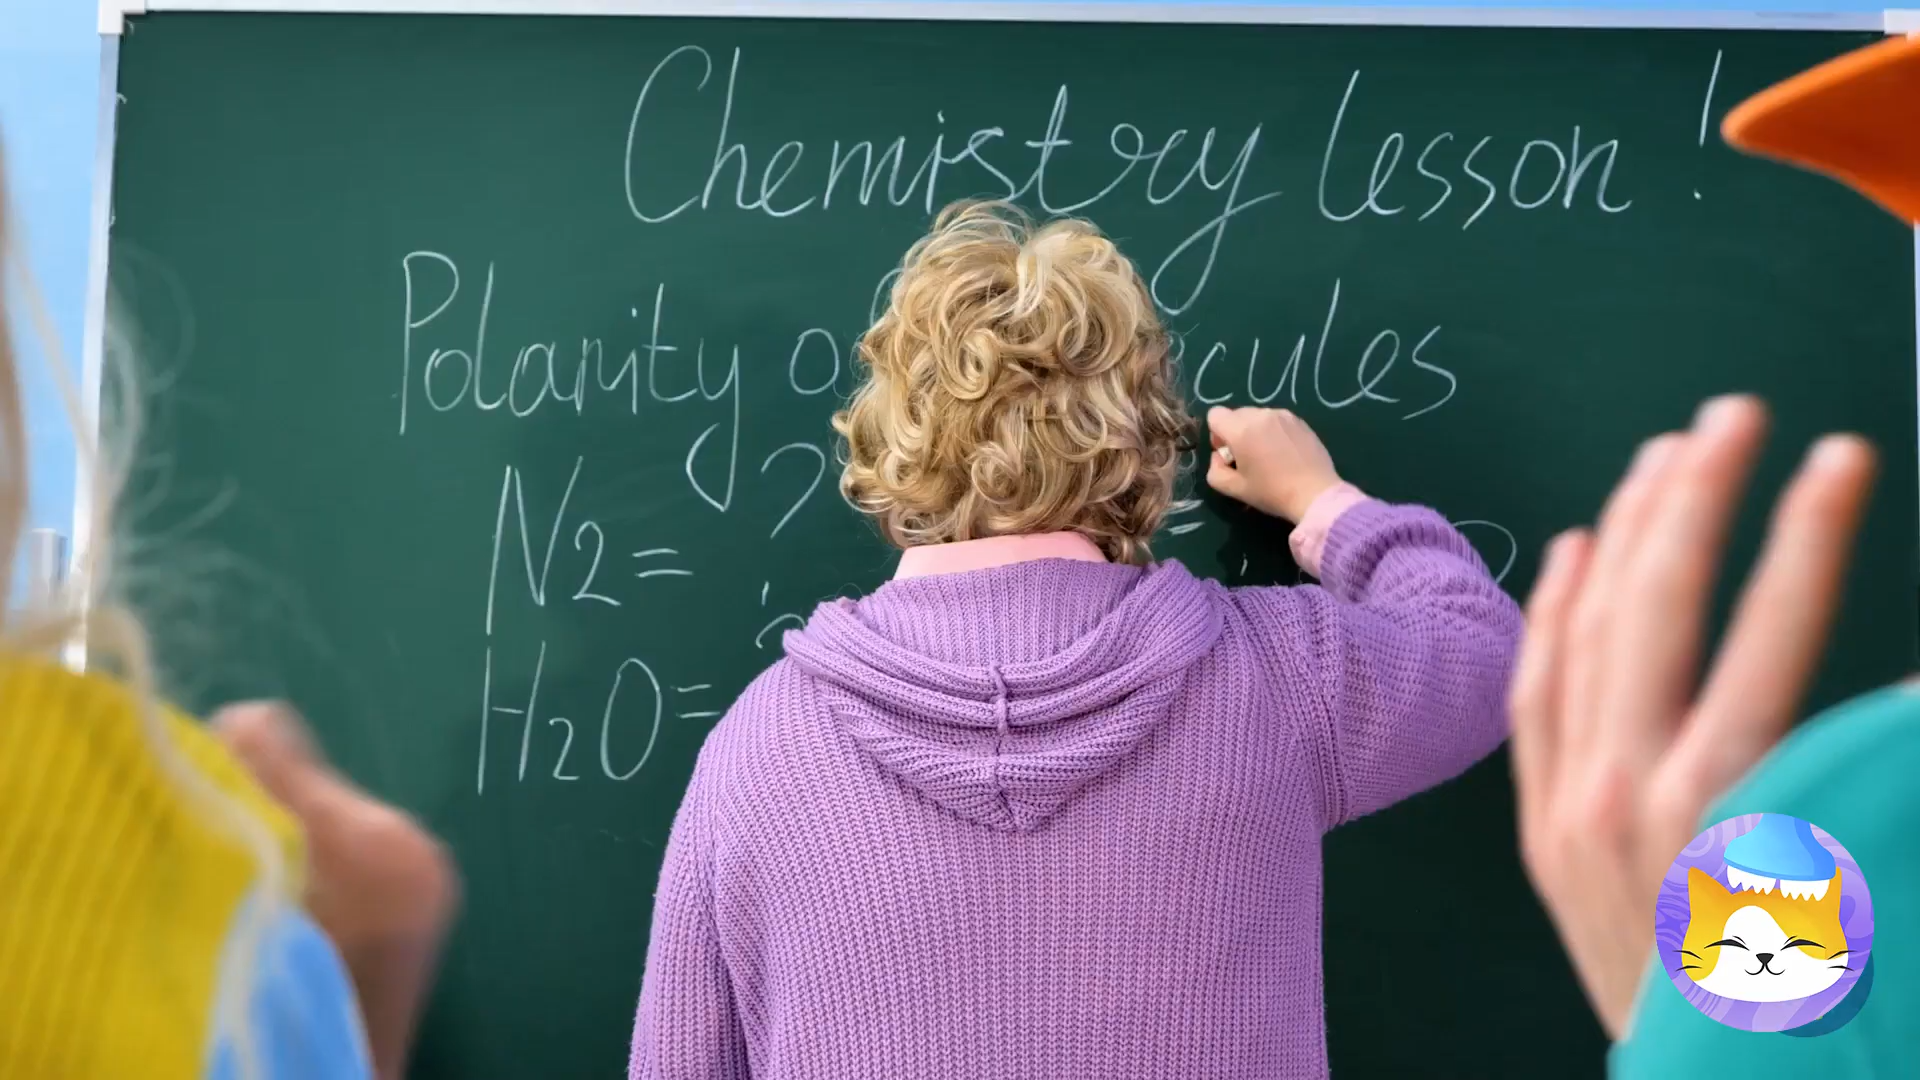 Chemistry lesson!
Polarity
N2= ?
H2O=